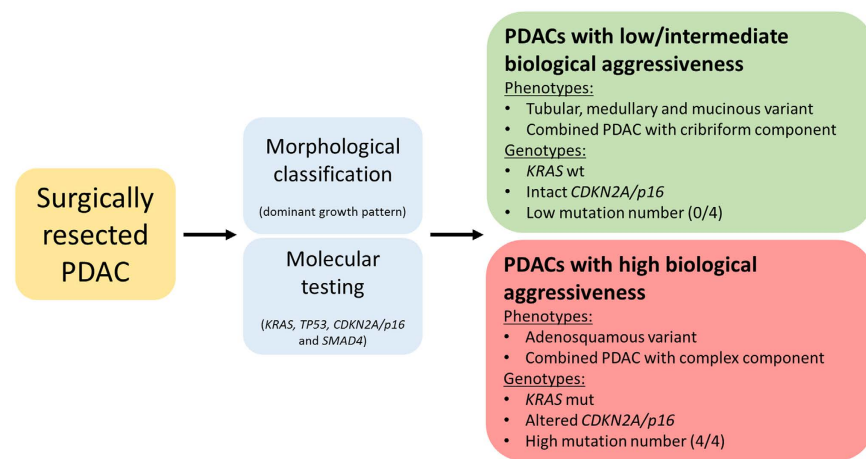 Surgically
resected
PDAC
Morphological
classification
(dominant growth pattern)
Molecular
testing
(KRAS, TP53, CDKN2A/p16
and SMAD4)
PDACs with low/intermediate
biological aggressiveness
Phenotypes:
• Tubular, medullary and mucinous variant
• Combined PDAC with cribriform component
Genotypes:
• KRAS wt
• Intact CDKN2A/p16
• Low mutation number (0/4)
PDACs with high biological
aggressiveness
Phenotypes:
• Adenosquamous variant
• Combined PDAC with complex component
Genotypes:
• KRAS mut
• Altered CDKN2A/p16
• High mutation number (4/4)